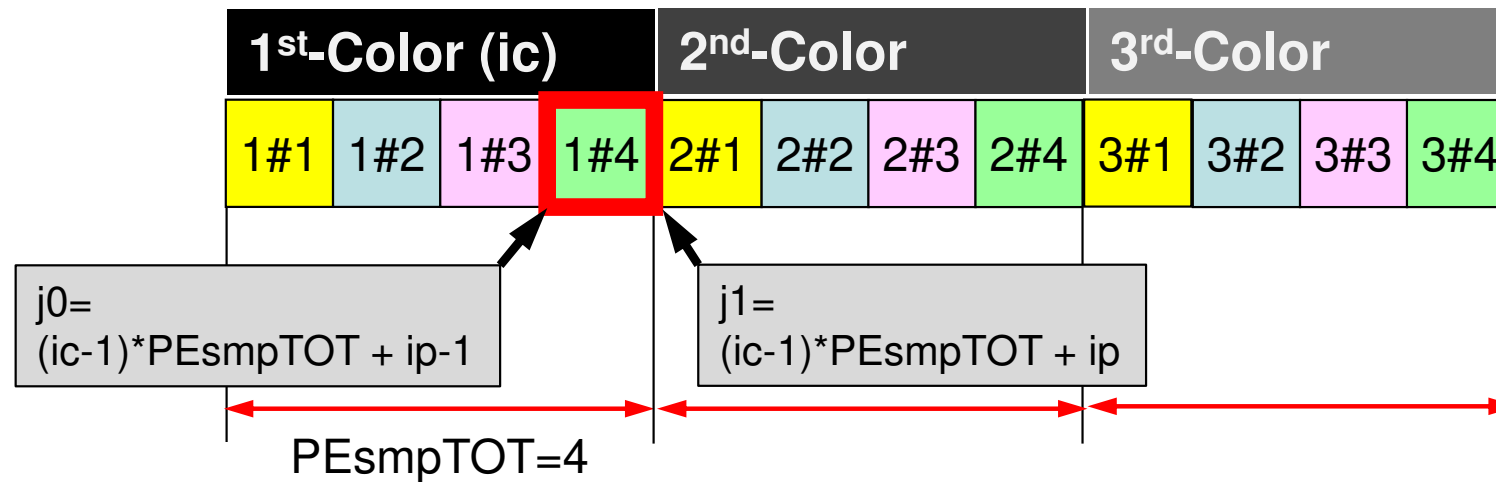 1st-Color (ic) 2nd-Color 3rd-Color
1#1 1#2 1#3 1#4 2#1 2#2 2#3 2#4 3#1 3#2 3#3 3#4
j0=
(ic-1)*PEsmpTOT + ip-1
j1=
(ic-1)*PEsmpTOT + ip
PEsmpTOT=4